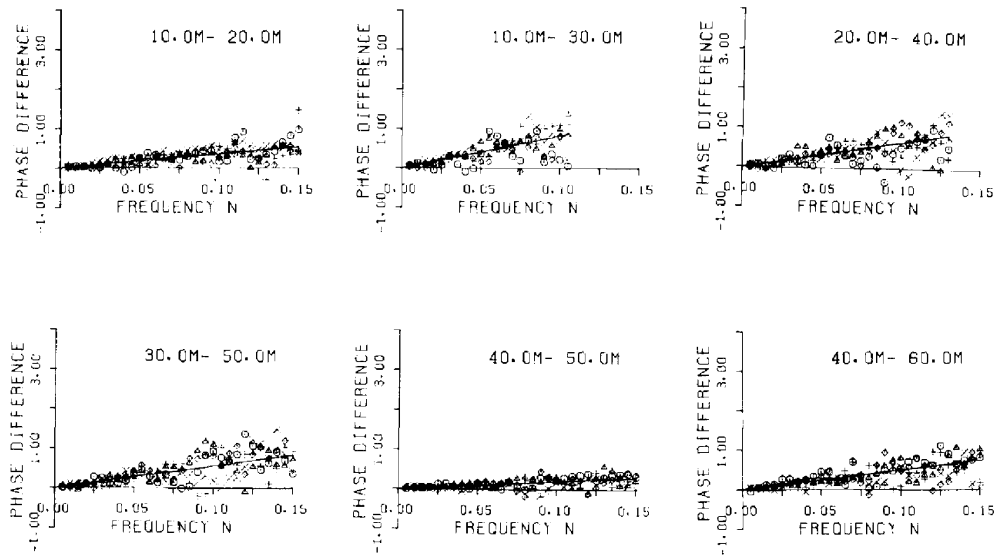 10.0M- 20.0M
PHASE DIFFERENCE
-1.00 1.00 3.00
0.00 0.05 0.10 0.15
FREQUENCY N
10.0M- 30.0M
PHASE DIFFERENCE
-1.00 1.00 3.00
0.00 0.05 0.10 0.15
FREQUENCY N
20.0M- 40.0M
PHASE DIFFERENCE
-1.00 1.00 3.00
0.00 0.05 0.10 0.15
FREQUENCY N
30.0M- 50.0M
PHASE DIFFERENCE
-1.00 1.00 3.00
0.00 0.05 0.10 0.15
FREQUENCY N
40.0M- 50.0M
PHASE DIFFERENCE
-1.00 1.00 3.00
0.00 0.05 0.10 0.15
FREQUENCY N
40.0M- 60.0M
PHASE DIFFERENCE
-1.00 1.00 3.00
0.00 0.05 0.10 0.15
FREQUENCY N